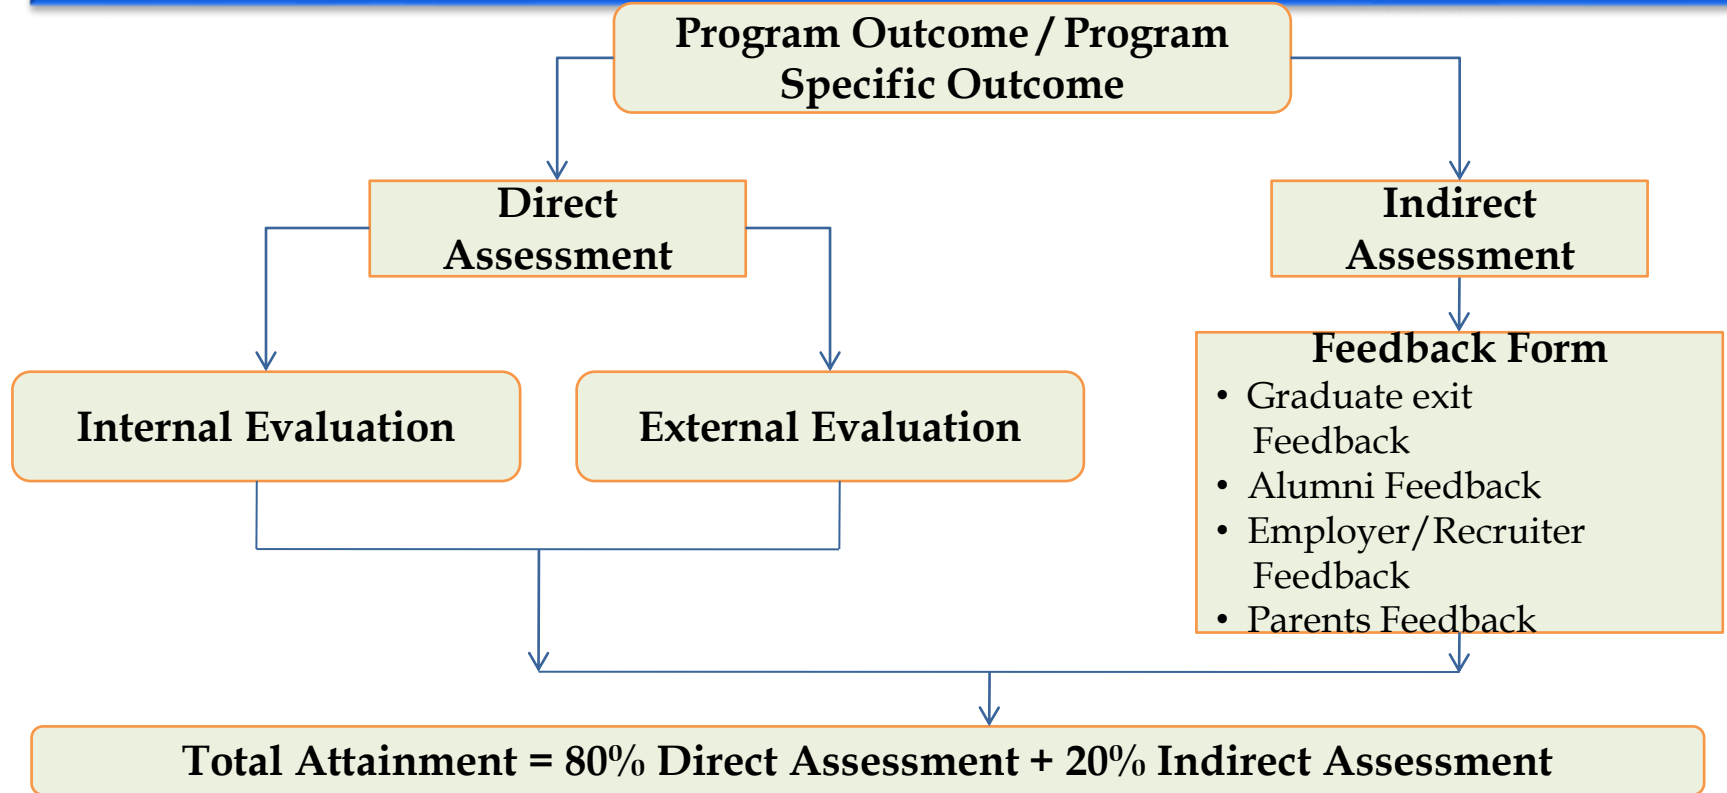 Program Outcome / Program
Specific Outcome
Direct
Assessment
Indirect
Assessment
Internal Evaluation
External Evaluation
Feedback Form
• Graduate exit
Feedback
• Alumni Feedback
• Employer/Recruiter
Feedback
• Parents Feedback
Total Attainment = 80% Direct Assessment + 20% Indirect Assessment